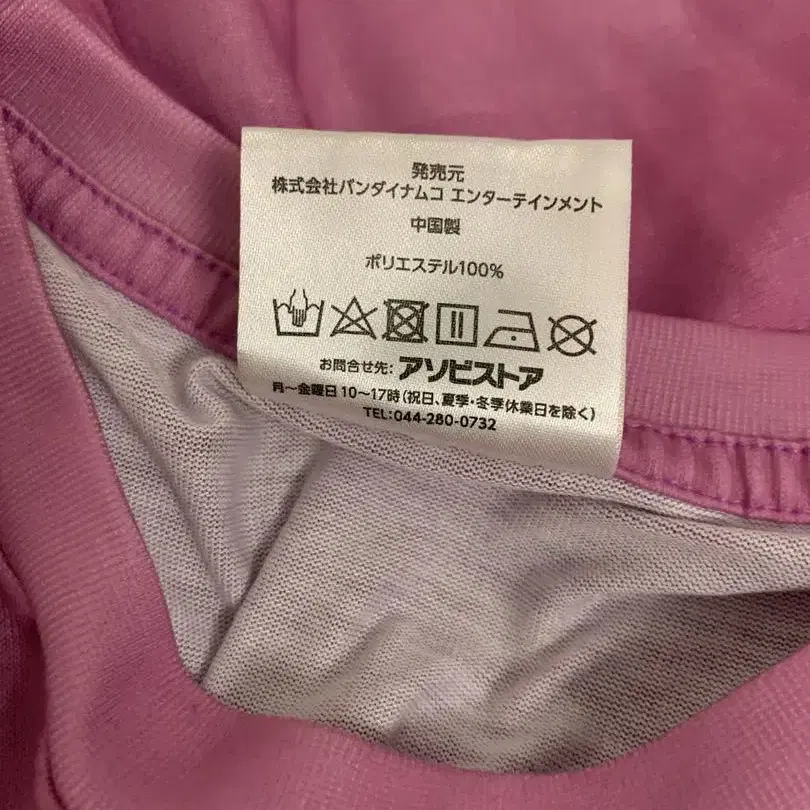 発売元
株式会社バンダイナムコ エンターテインメント
中国製
ポリエステル100%
お問合せ先:アソビストア
月〜金曜日10〜17時(祝日、夏季・冬季休業日を除く)
TEL:044-280-0732